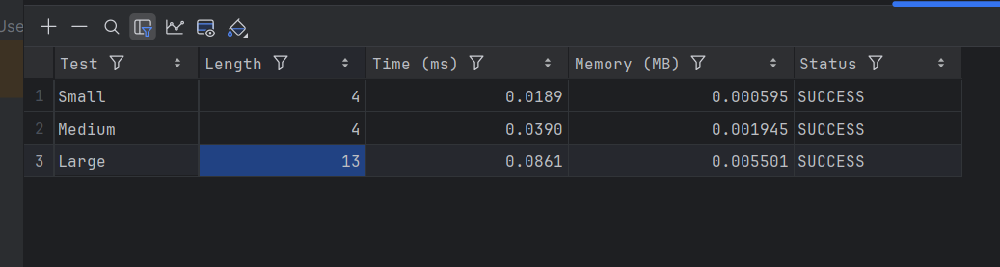 Use
Test Length Time (ms) Memory (MB) Status
1 Small 4 0.0189 0.000595 SUCCESS
2 Medium 4 0.0390 0.001945 SUCCESS
3 Large 13 0.0861 0.005501 SUCCESS